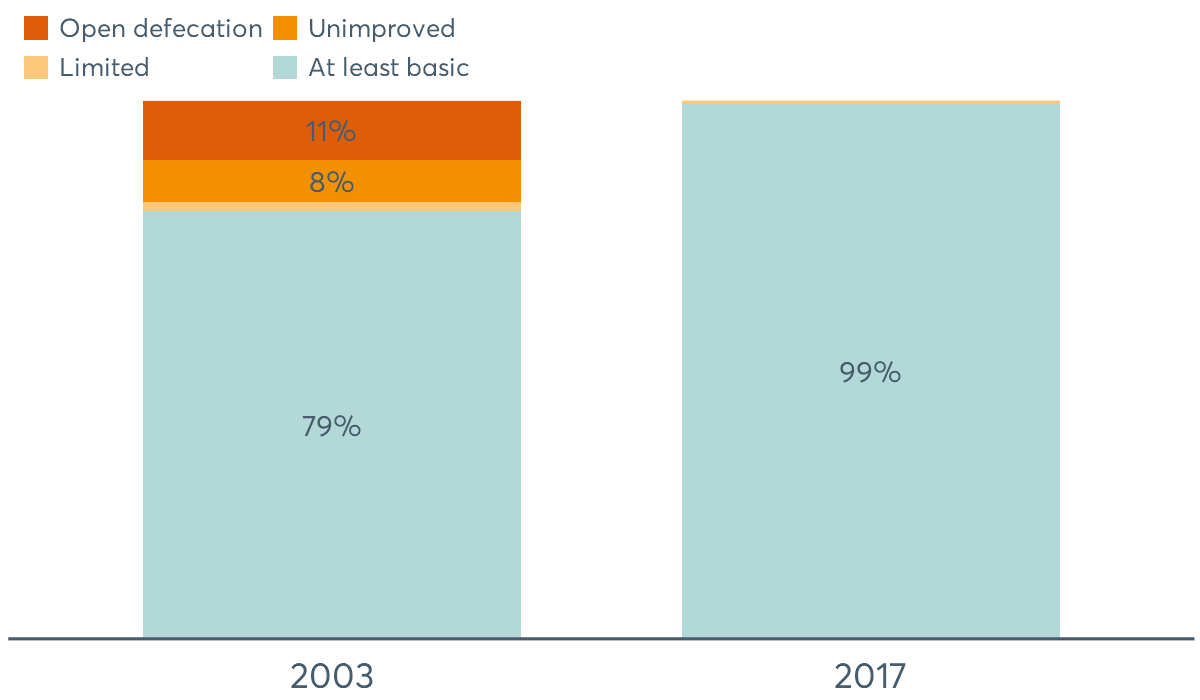 Open defecation Unimproved
Limited At least basic
11%
8%
79%
99%
2003 2017